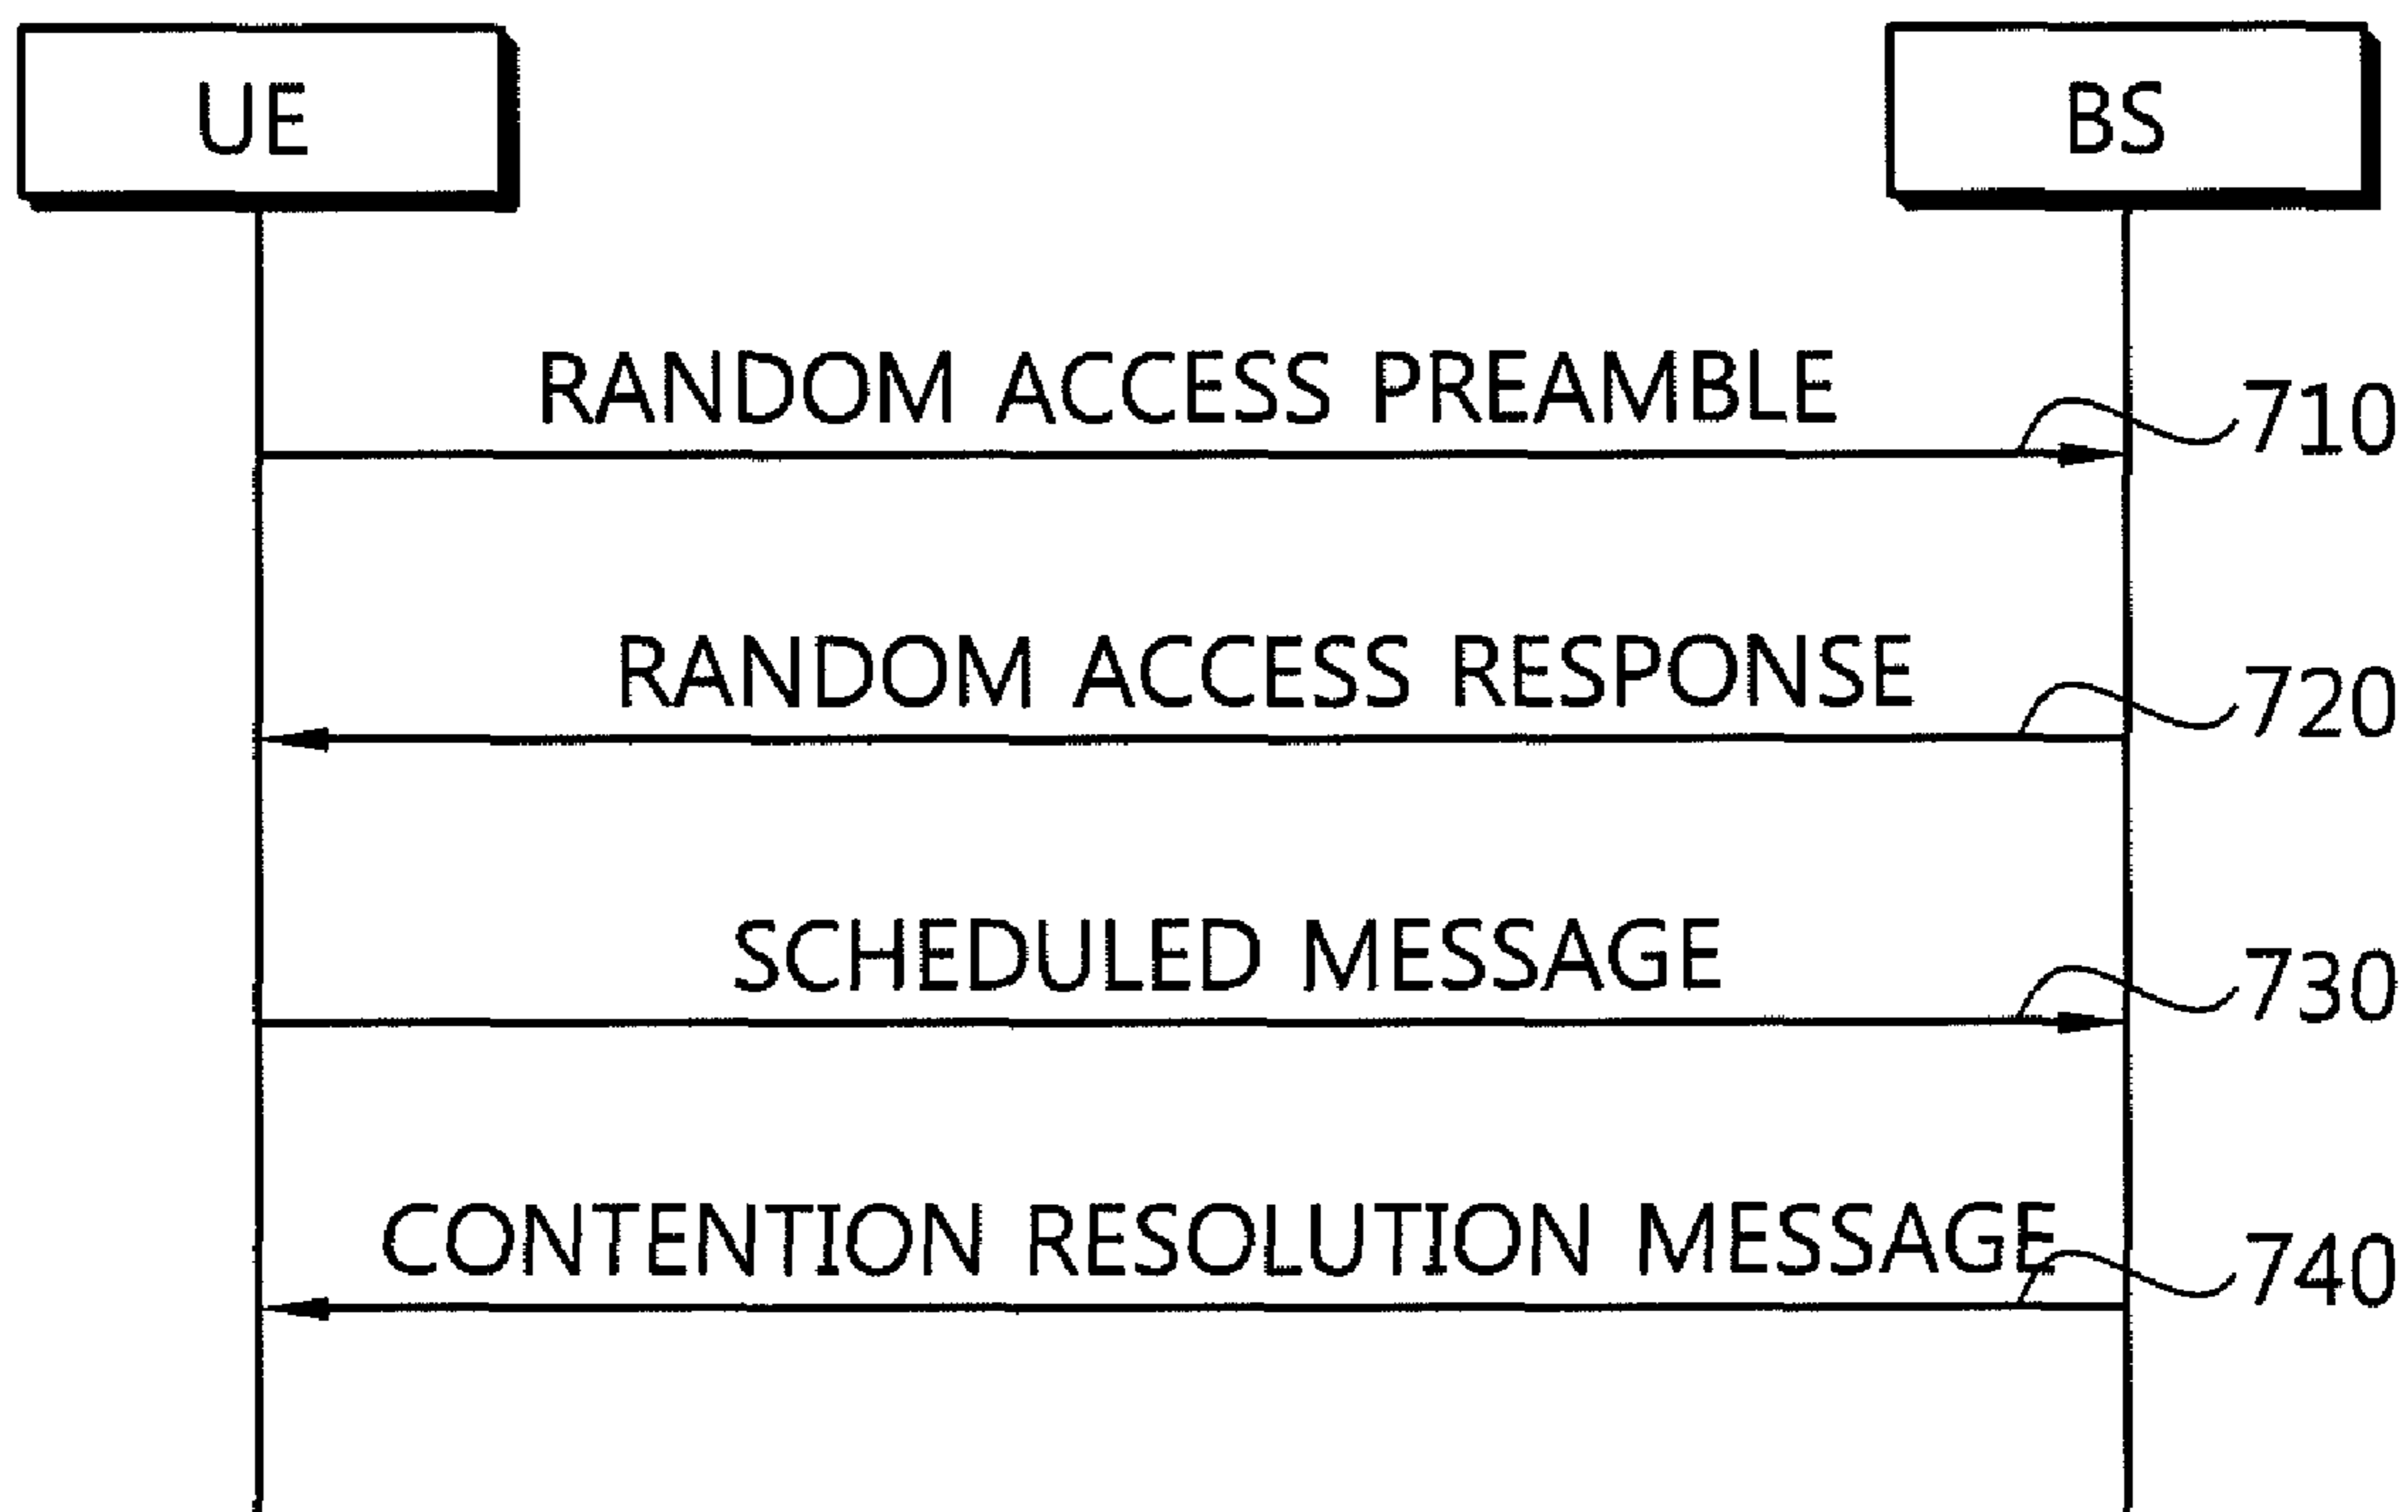 UE
BS
RANDOM ACCESS PREAMBLE
710
RANDOM ACCESS RESPONSE
720
SCHEDULED MESSAGE
730
CONTENTION RESOLUTION MESSAGE
740